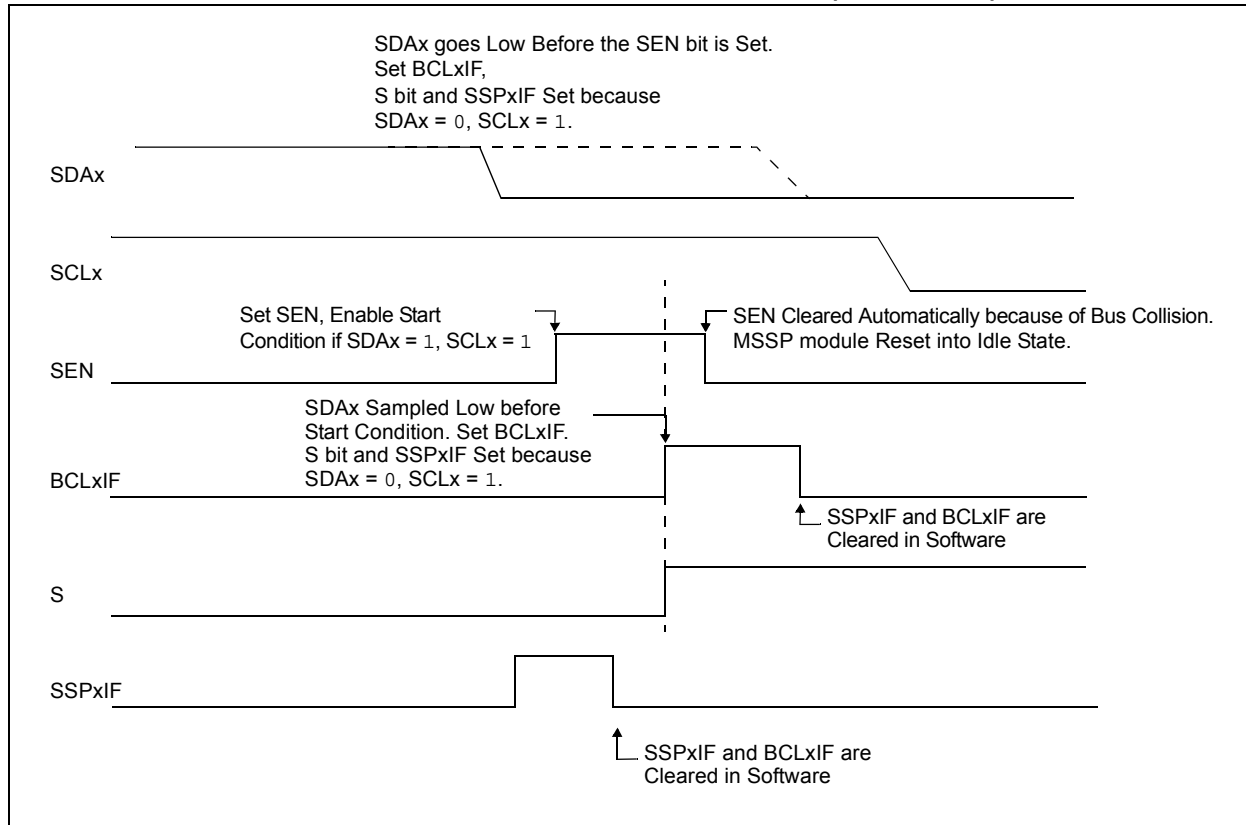 SDAx goes Low Before the SEN bit is Set.
Set BCLxIF,
S bit and SSPxIF Set because
SDAx = 0, SCLx = 1.
SDAx
SCLx
Set SEN, Enable Start
Condition if SDAx = 1, SCLx = 1
SEN Cleared Automatically because of Bus Collision.
MSSP module Reset into Idle State.
SEN
SDAx Sampled Low before
Start Condition. Set BCLxIF.
S bit and SSPxIF Set because
SDAx = 0, SCLx = 1.
BCLxIF
SSPxIF and BCLxIF are
Cleared in Software
S
SSPxIF
SSPxIF and BCLxIF are
Cleared in Software